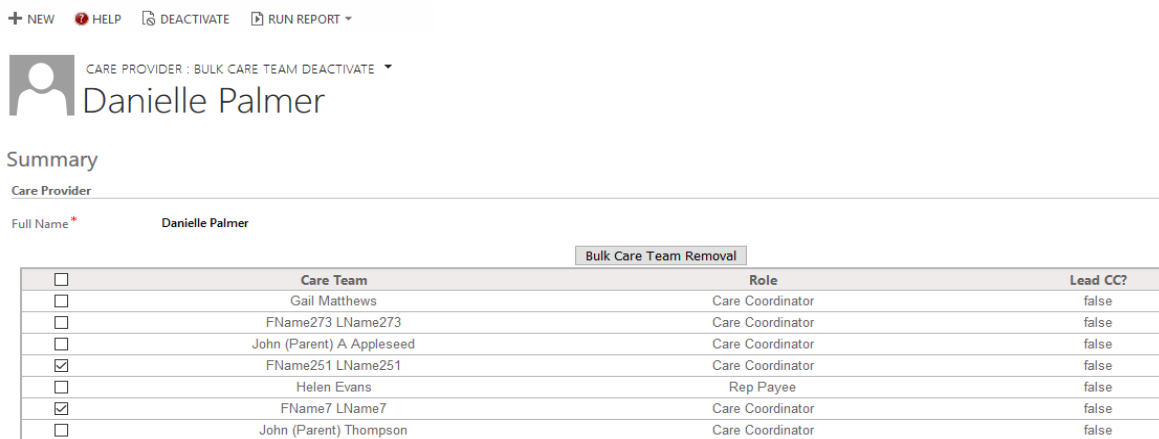 NEW HELP DEACTIVATE RUN REPORT
CARE PROVIDER : BULK CARE TEAM DEACTIVATE
Danielle Palmer
Summary
Care Provider
Full Name* Danielle Palmer
Bulk Care Team Removal
Care Team Role Lead CC?
Gail Matthews Care Coordinator false
FName273 LName273 Care Coordinator false
John (Parent) A Appleseed Care Coordinator false
FName251 LName251 Care Coordinator false
Helen Evans Rep Payee false
FName7 LName7 Care Coordinator false
John (Parent) Thompson Care Coordinator false